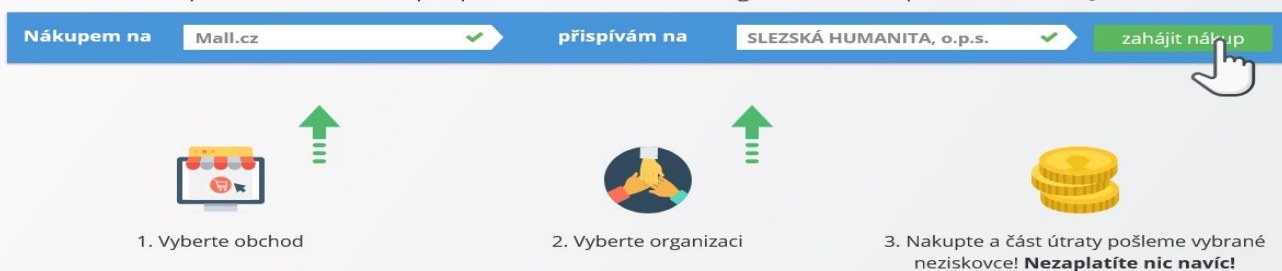 Nákupem na Mall.cz přispívám na SLEZSKÁ HUMANITA, o.p.s. zahájit nákup
1. Vyberte obchod
2. Vyberte organizaci
3. Nakupte a část útraty pošleme vybrané
neziskovce! Nezaplatíte nic navíc!